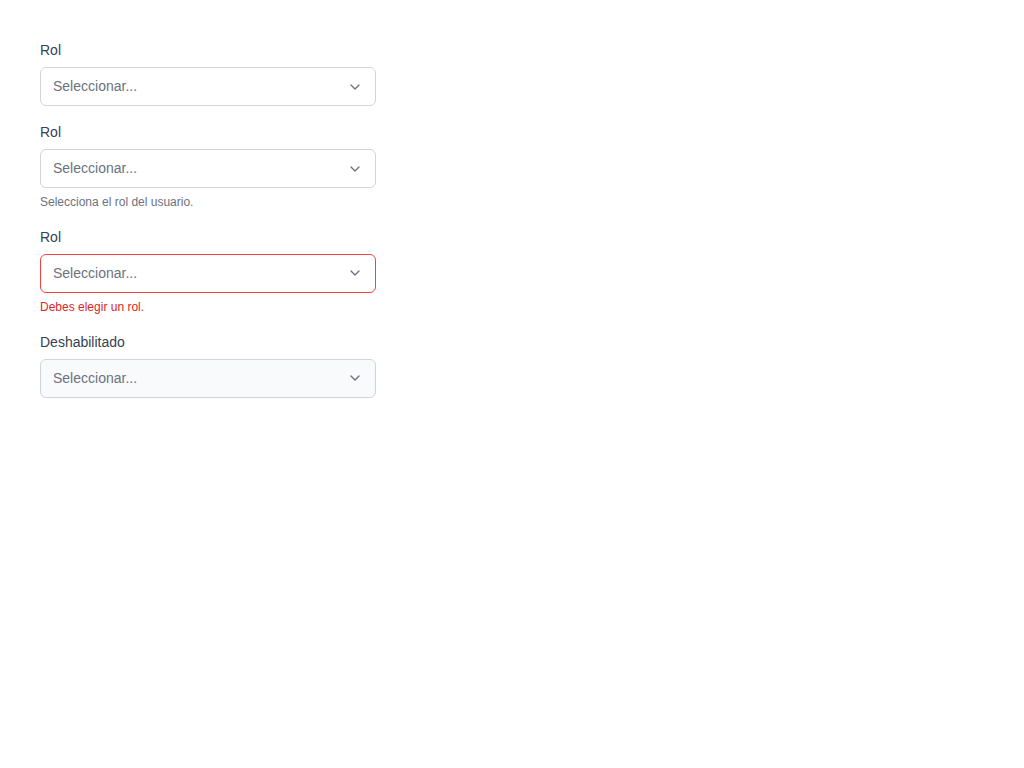 Rol
Seleccionar...
Rol
Seleccionar...
Selecciona el rol del usuario.
Rol
Seleccionar...
Debes elegir un rol.
Deshabilitado
Seleccionar...